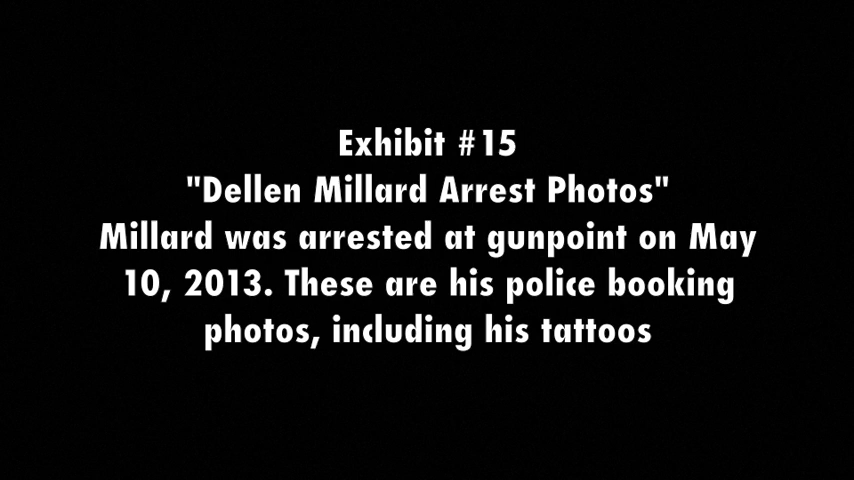 Exhibit #15
"Dellen Millard Arrest Photos"
Millard was arrested at gunpoint on May
10, 2013. These are his police booking
photos, including his tattoos